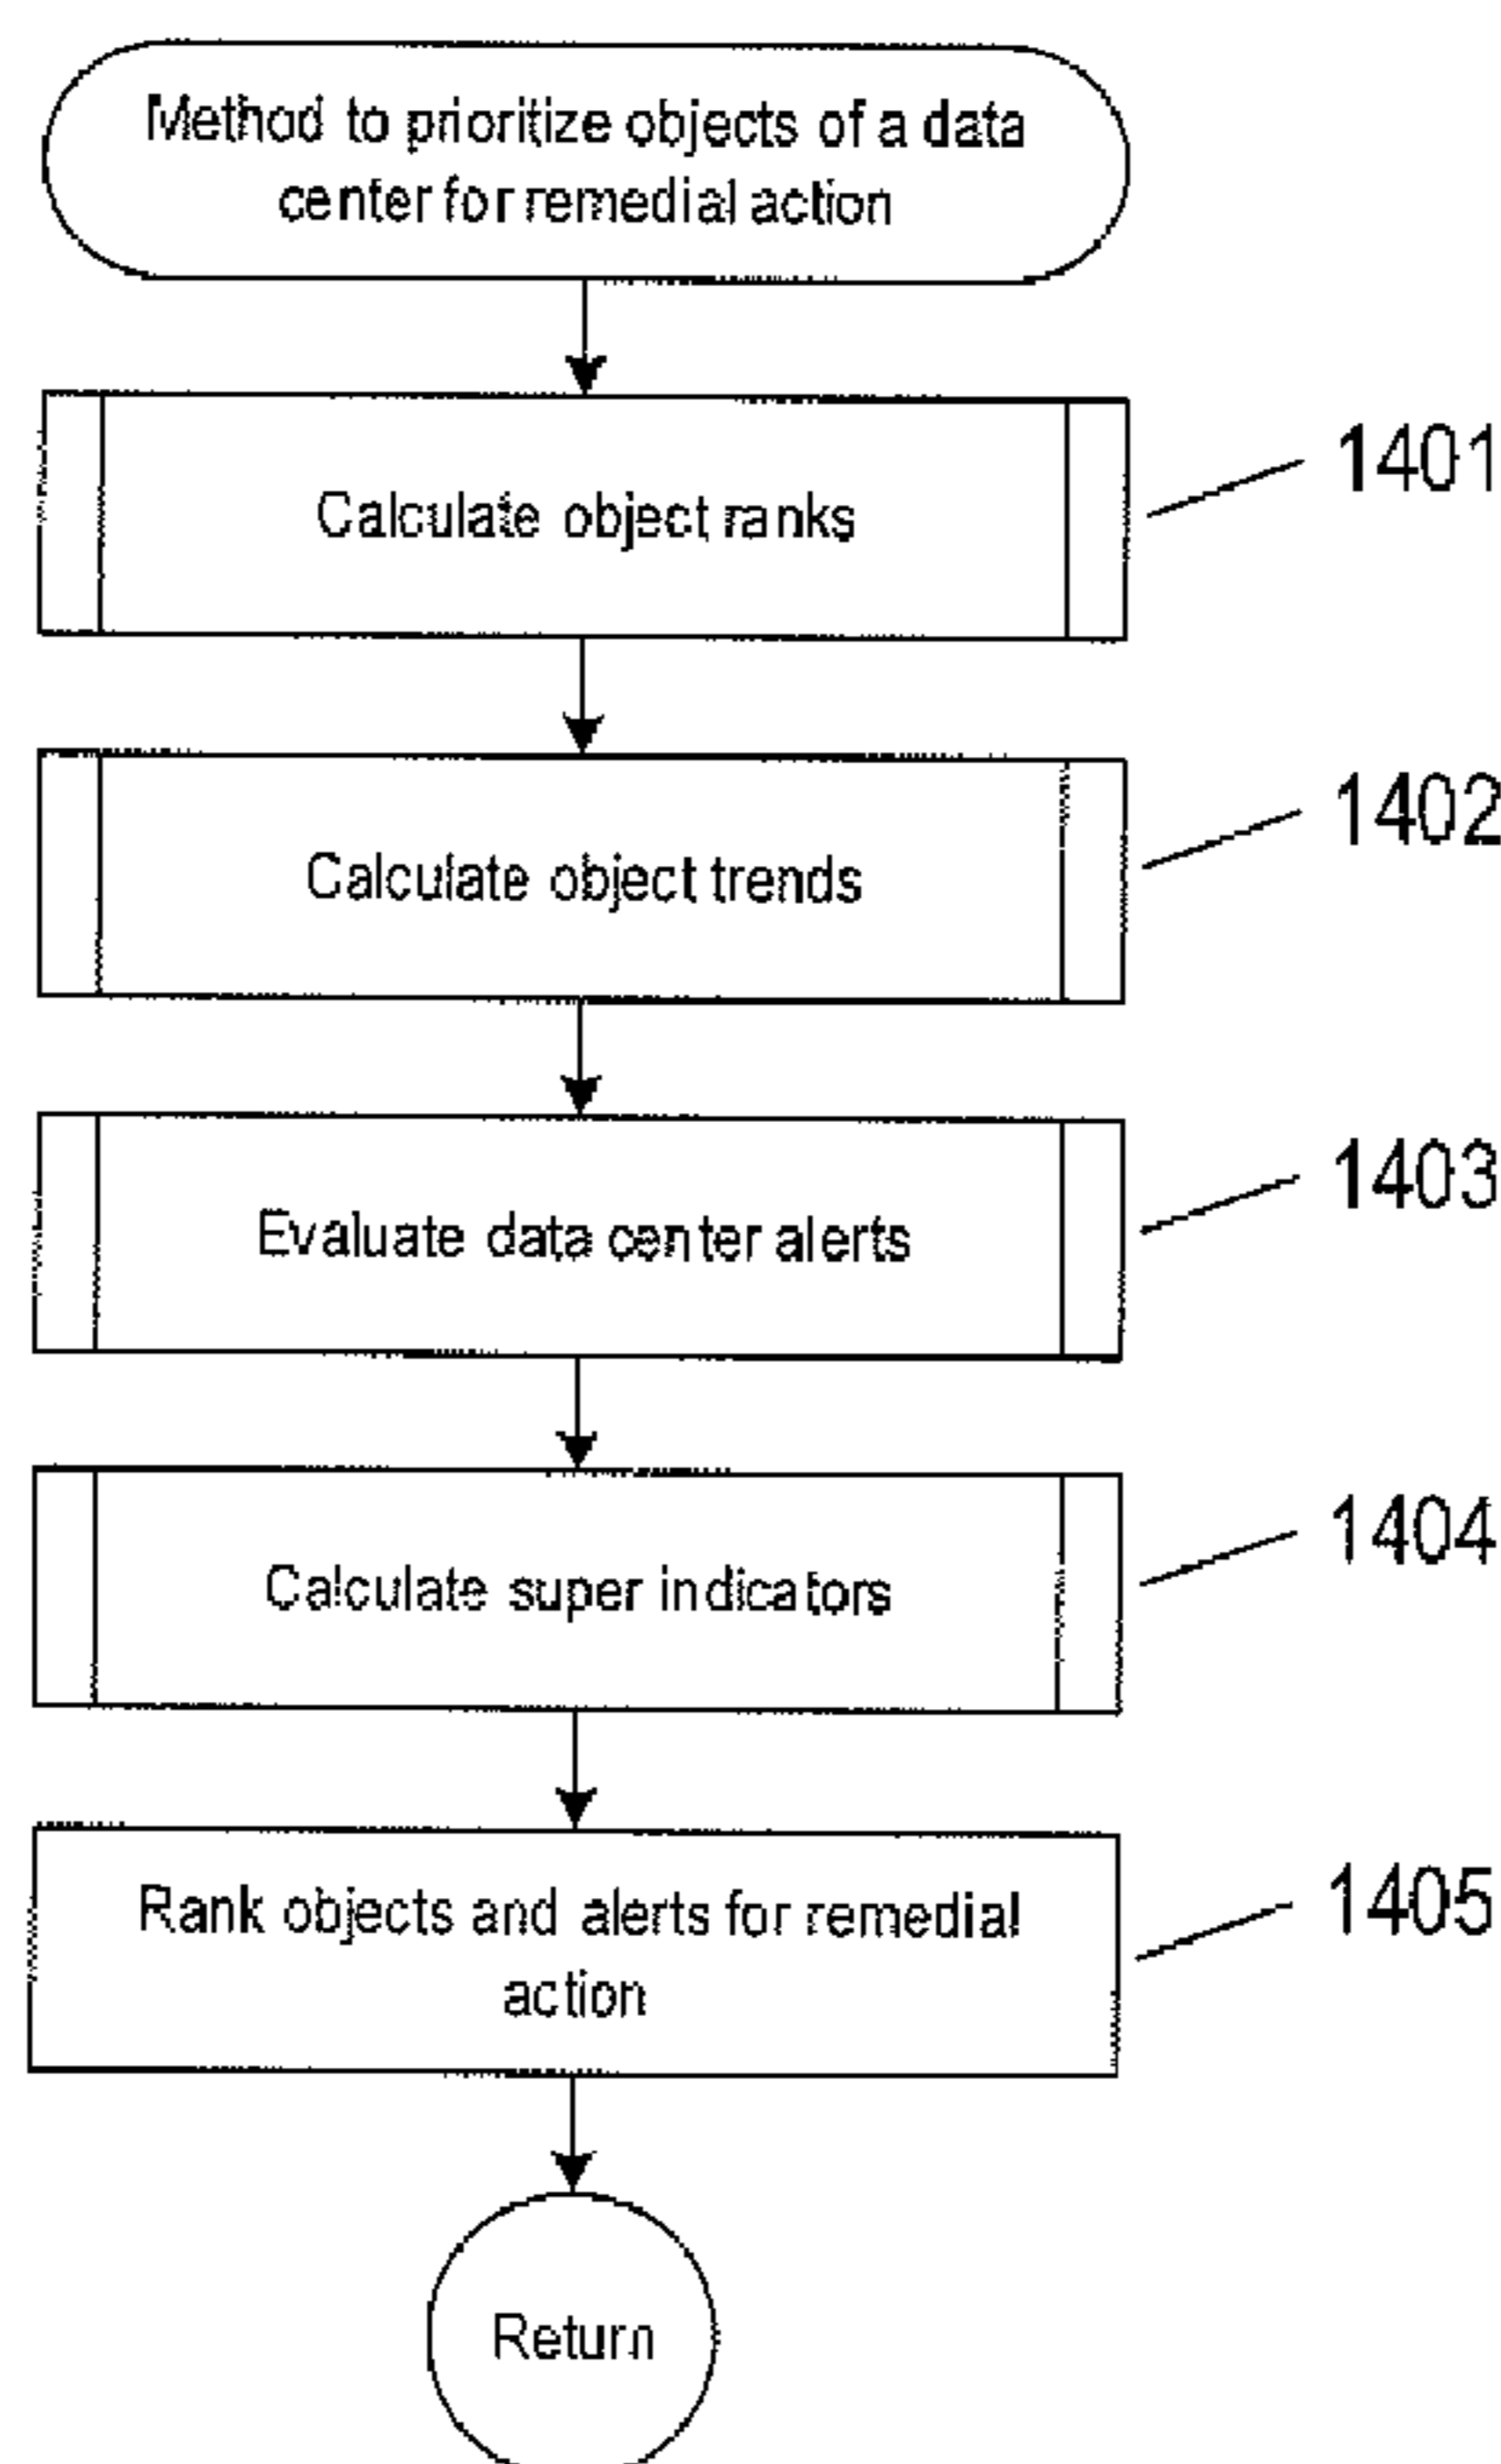 Method to prioritize objects of a data
center for remedial action
Calculate object ranks
1401
Calculate object trends
1402
Evaluate data center alerts
1403
Calculate super indicators
1404
Rank objects and alerts for remedial
action
1405
Return